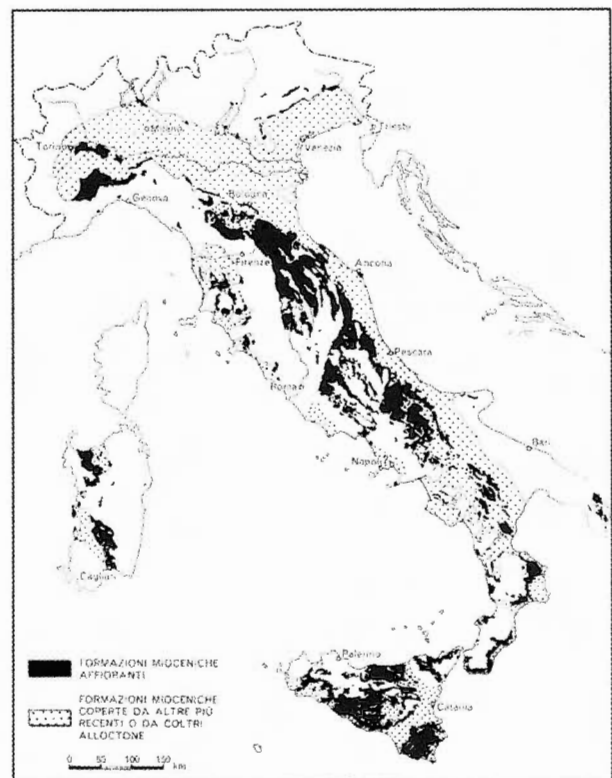 Milano
Torino
Trieste
Venezia
Bologna
Genova
Firenze
Ancona
Pescara
Roma
Bari
Napoli
Cagliari
Palermo
Catania
FORMAZIONI MIOCENICHE
AFFIORANTI
FORMAZIONI MIOCENICHE
COPERTE DA ALTRE PIÙ
RECENTI O DA COLTRI
ALLOCTONE
0 50 100 150
km